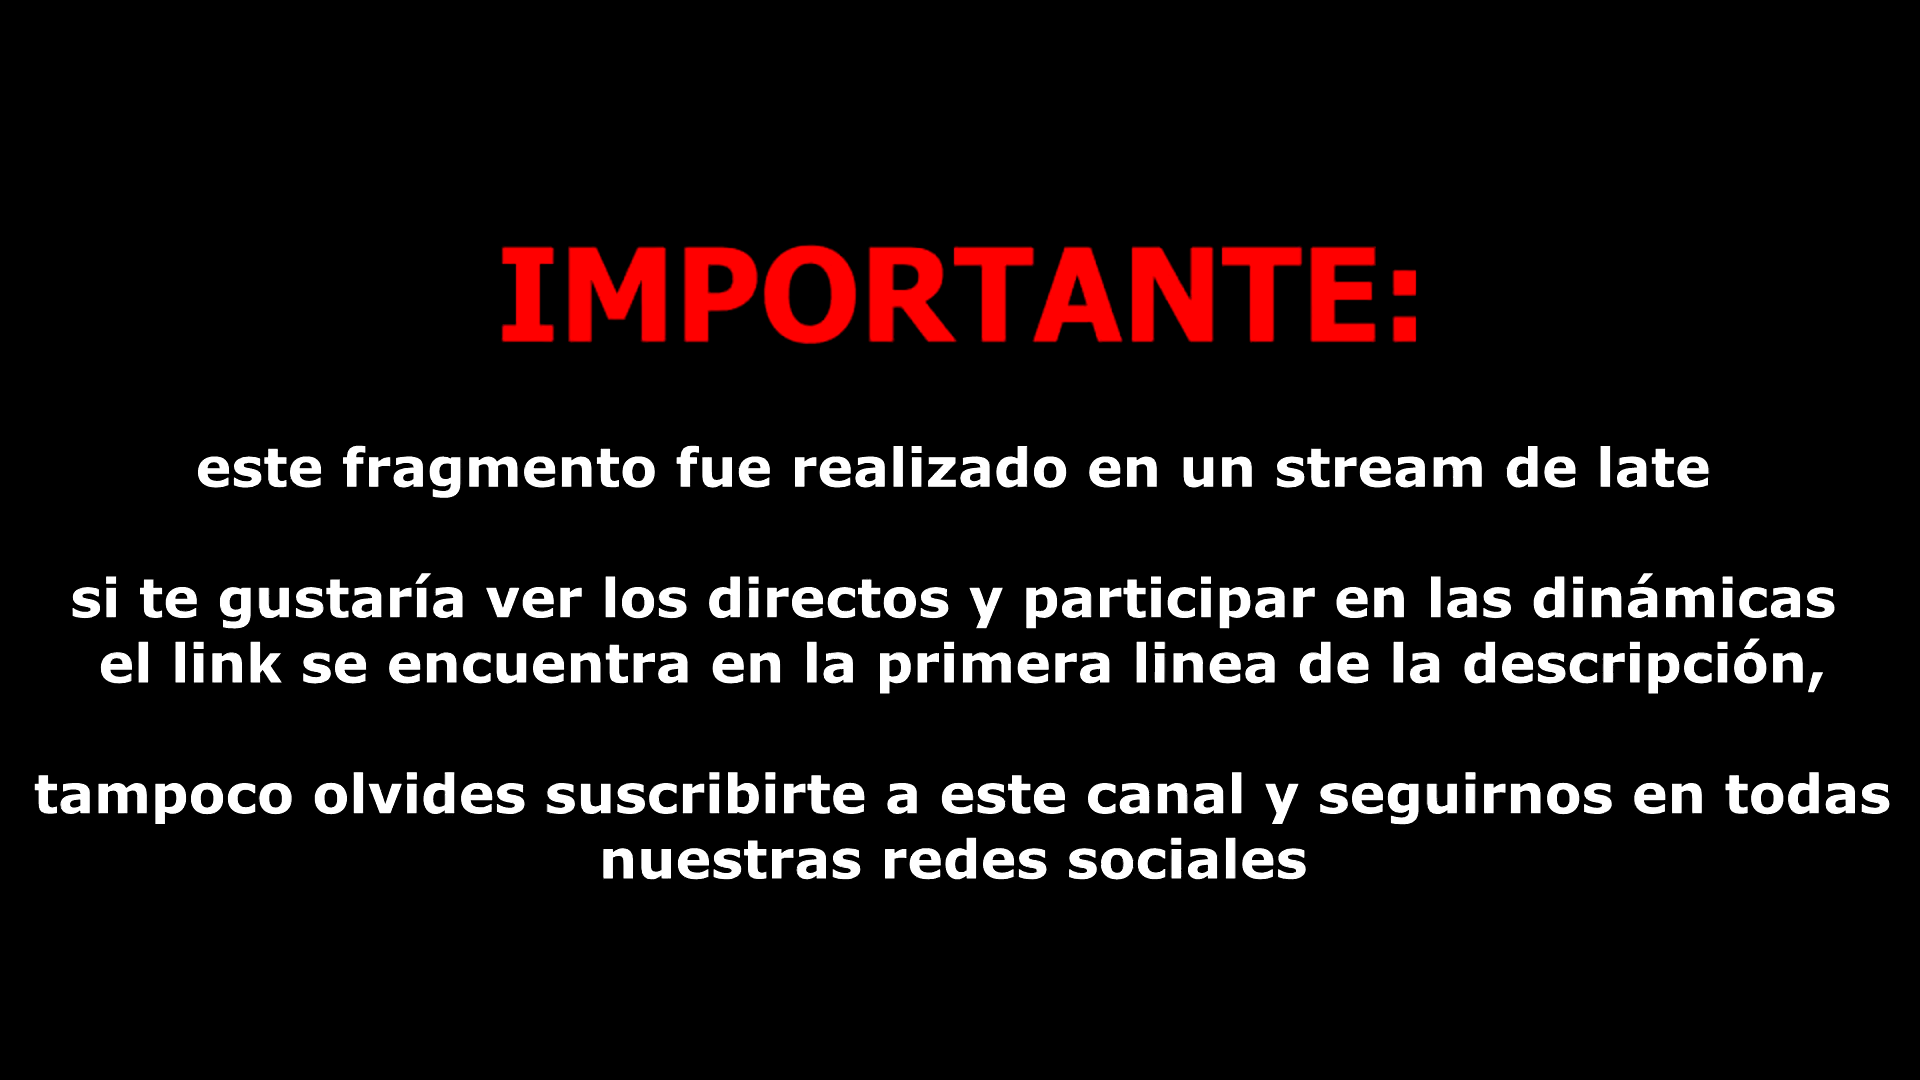 IMPORTANTE:
este fragmento fue realizado en un stream de late
si te gustaría ver los directos y participar en las dinámicas
el link se encuentra en la primera linea de la descripción,
tampoco olvides suscribirte a este canal y seguirnos en todas
nuestras redes sociales